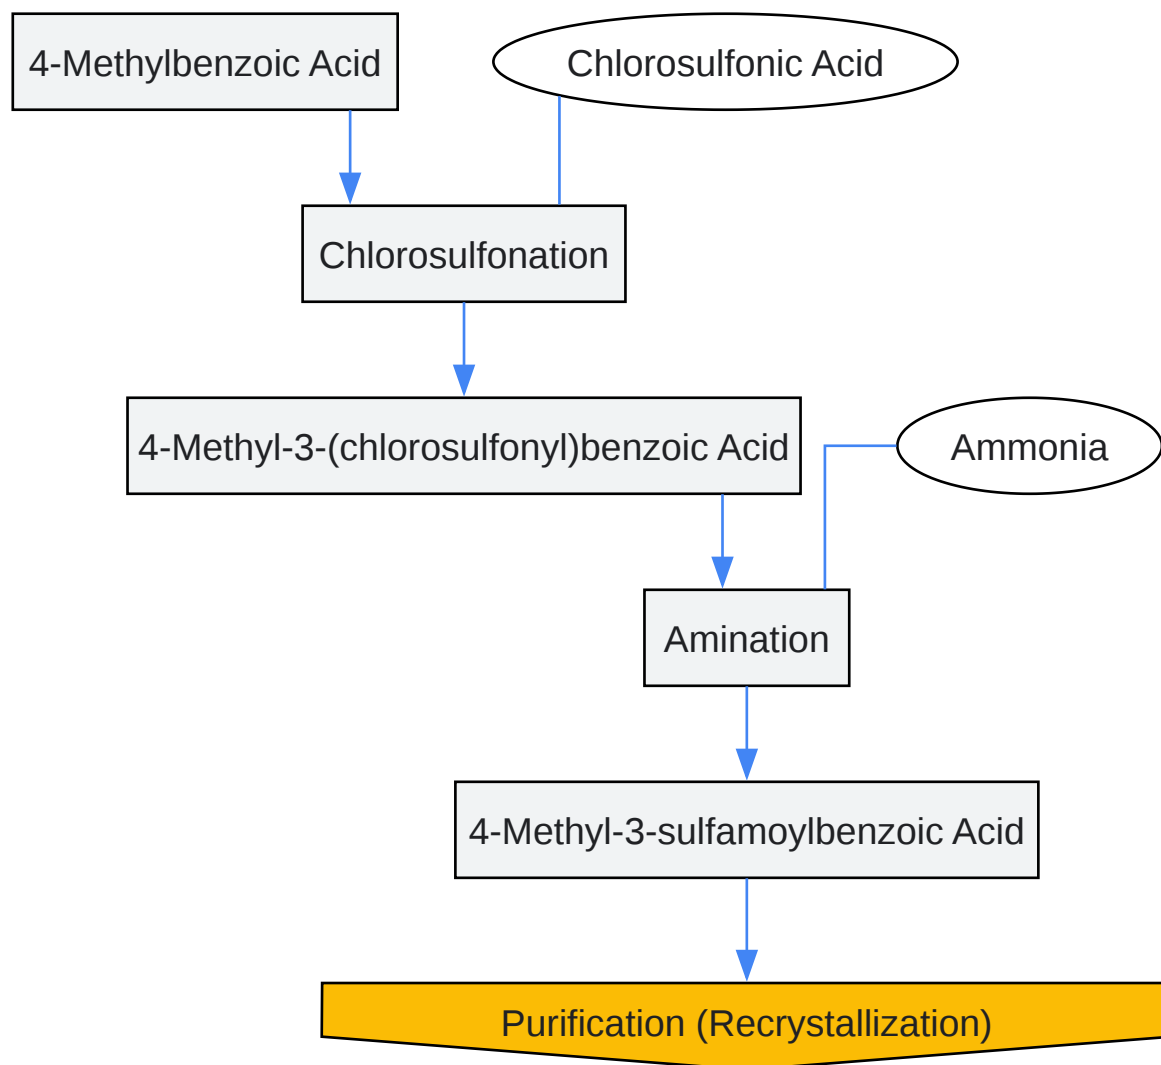 4-Methylbenzoic Acid
Chlorosulfonic Acid
Chlorosulfonation
4-Methyl-3-(chlorosulfonyl)benzoic Acid
Ammonia
Amination
4-Methyl-3-sulfamoylbenzoic Acid
Purification (Recrystallization)